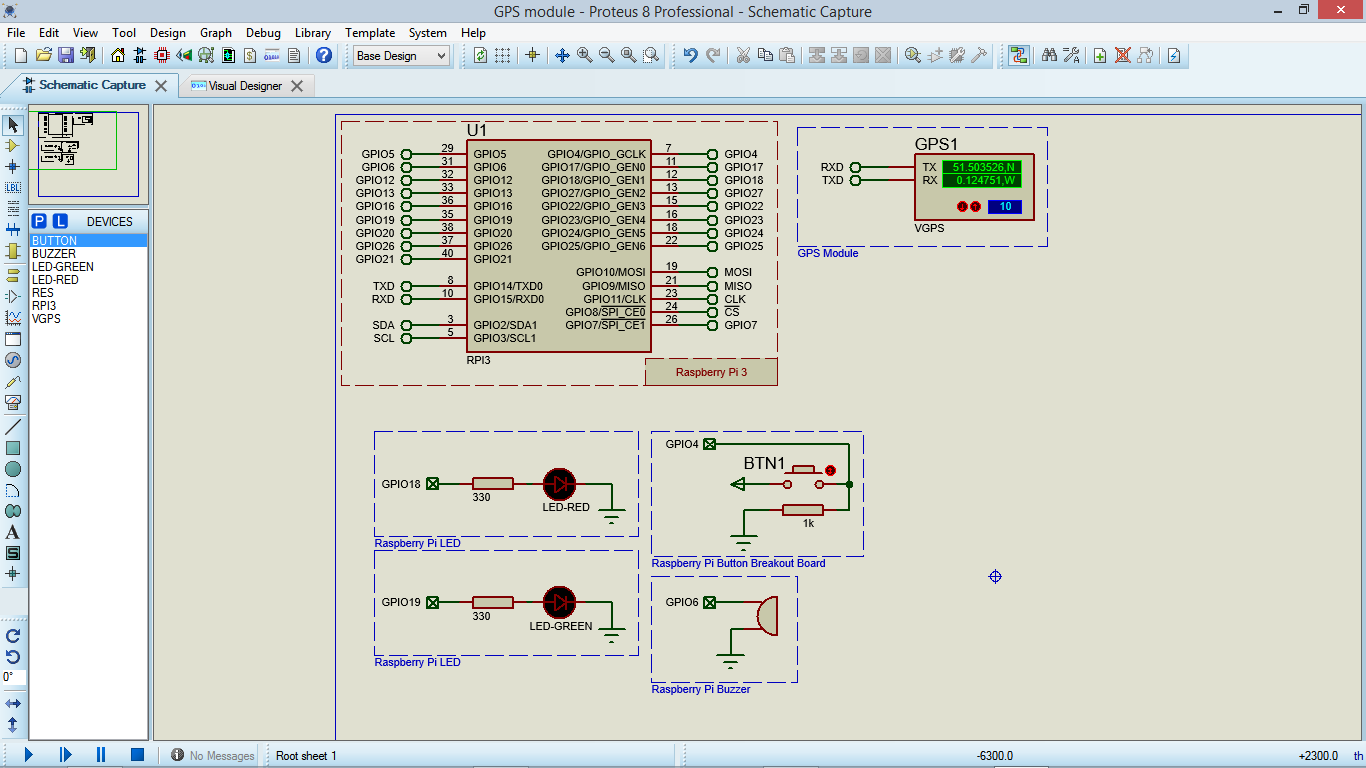 GPS module - Proteus 8 Professional - Schematic Capture
File Edit View Tool Design Graph Debug Library Template System Help
Base Design
Schematic Capture
Visual Designer
P L DEVICES
BUTTON
BUZZER
LED-GREEN
LED-RED
RES
RPI3
VGPS
LBL
A
S
0°
U1
GPIO5 29 GPIO5 GPIO4/GPIO_GCLK 7 GPIO4
GPIO6 31 GPIO6 GPIO17/GPIO_GEN0 11 GPIO17
GPIO12 32 GPIO12 GPIO18/GPIO_GEN1 12 GPIO18
GPIO13 33 GPIO13 GPIO27/GPIO_GEN2 13 GPIO27
GPIO16 36 GPIO16 GPIO22/GPIO_GEN3 15 GPIO22
GPIO19 35 GPIO19 GPIO23/GPIO_GEN4 16 GPIO23
GPIO20 38 GPIO20 GPIO24/GPIO_GEN5 18 GPIO24
GPIO26 37 GPIO26 GPIO25/GPIO_GEN6 22 GPIO25
GPIO21 40 GPIO21
GPIO10/MOSI 19 MOSI
TXD 8 GPIO14/TXD0 GPIO9/MISO 21 MISO
RXD 10 GPIO15/RXD0 GPIO11/CLK 23 CLK
GPIO8/SPI_CE0 24 CS
SDA 3 GPIO2/SDA1 GPIO7/SPI_CE1 26 GPIO7
SCL 5 GPIO3/SCL1
RPI3
Raspberry Pi 3
GPS1
RXD TX 51.503526,N
TXD RX 0.124751,W
10
VGPS
GPS Module
GPIO18
330
LED-RED
Raspberry Pi LED
GPIO4
BTN1
1k
Raspberry Pi Button Breakout Board
GPIO19
330
LED-GREEN
Raspberry Pi LED
GPIO6
Raspberry Pi Buzzer
No Messages Root sheet 1 -6300.0 +2300.0 th